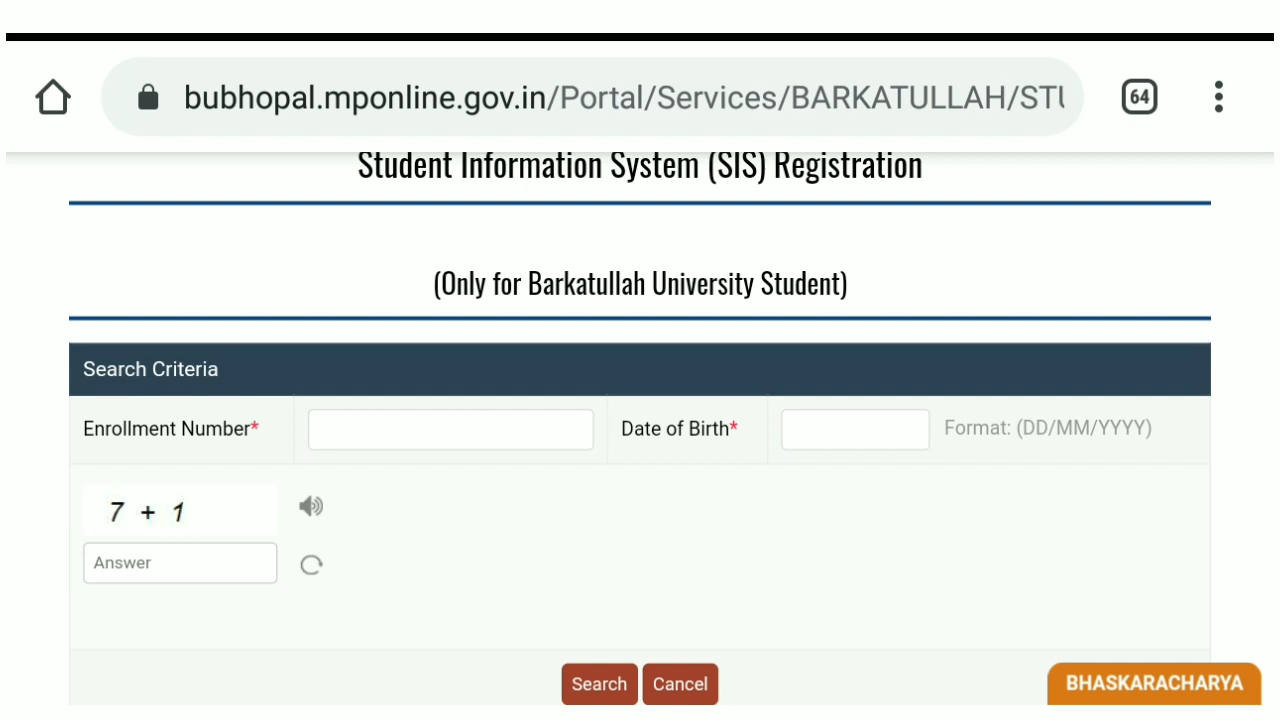 bubhopal.mponline.gov.in/Portal/Services/BARKATULLAH/STU
64
Student Information System (SIS) Registration
(Only for Barkatullah University Student)
Search Criteria
Enrollment Number* Date of Birth* Format: (DD/MM/YYYY)
7 + 1
Answer
Search Cancel
BHASKARACHARYA